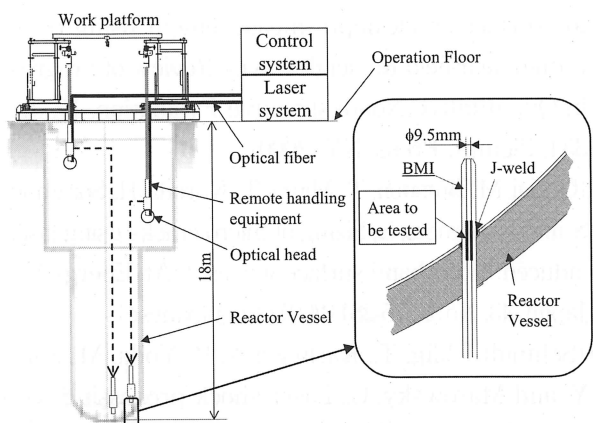 Work platform
Control
system
Laser
system
Operation Floor
Optical fiber
Remote handling
equipment
Optical head
18m
Reactor Vessel
ϕ9.5mm
BMI
J-weld
Area to
be tested
Reactor
Vessel